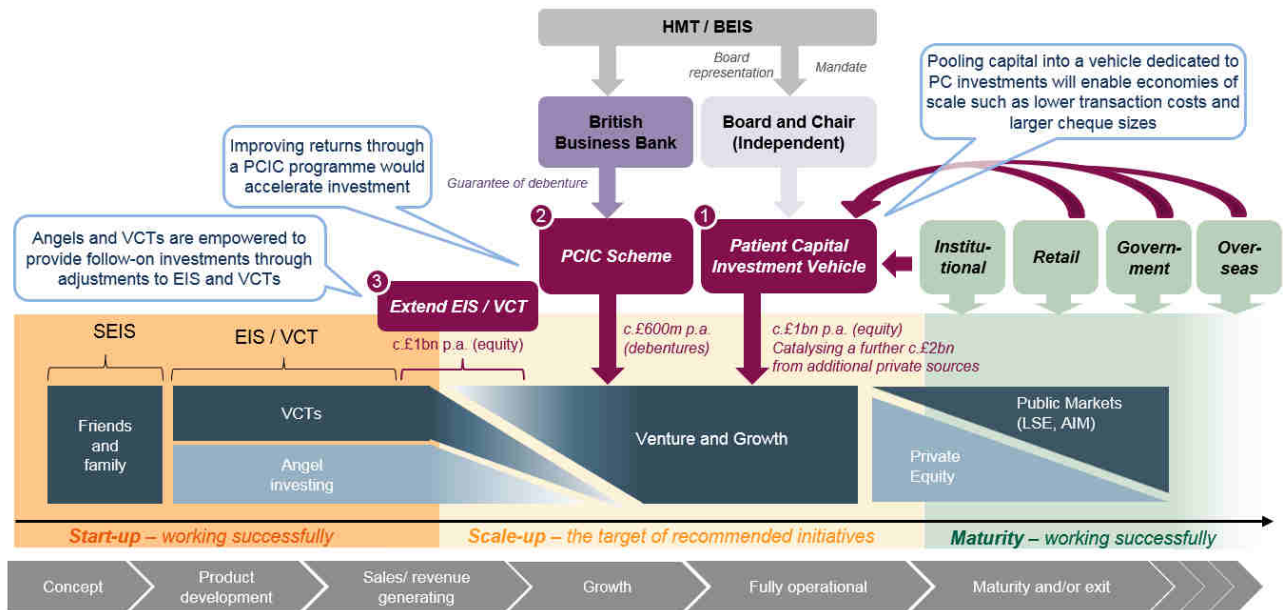 HMT / BEIS
Board
representation
Mandate
Pooling capital into a vehicle dedicated to
PC investments will enable economies of
scale such as lower transaction costs and
larger cheque sizes
British
Business Bank
Board and Chair
(Independent)
Improving returns through
a PCIC programme would
accelerate investment
Guarantee of debenture
Angels and VCTs are empowered to
provide follow-on investments through
adjustments to EIS and VCTs
2
PCIC Scheme
1
Patient Capital
Investment Vehicle
Institu-
tional
Retail
Govern-
ment
Over-
seas
3
Extend EIS / VCT
SEIS
EIS / VCT
c.£1bn p.a. (equity)
c.£600m p.a.
(debentures)
c.£1bn p.a. (equity)
Catalysing a further c.£2bn
from additional private sources
Friends
and
family
VCTs
Angel
investing
Venture and Growth
Public Markets
(LSE, AIM)
Private
Equity
Start-up – working successfully
Scale-up – the target of recommended initiatives
Maturity – working successfully
Concept
Product
development
Sales/ revenue
generating
Growth
Fully operational
Maturity and/or exit